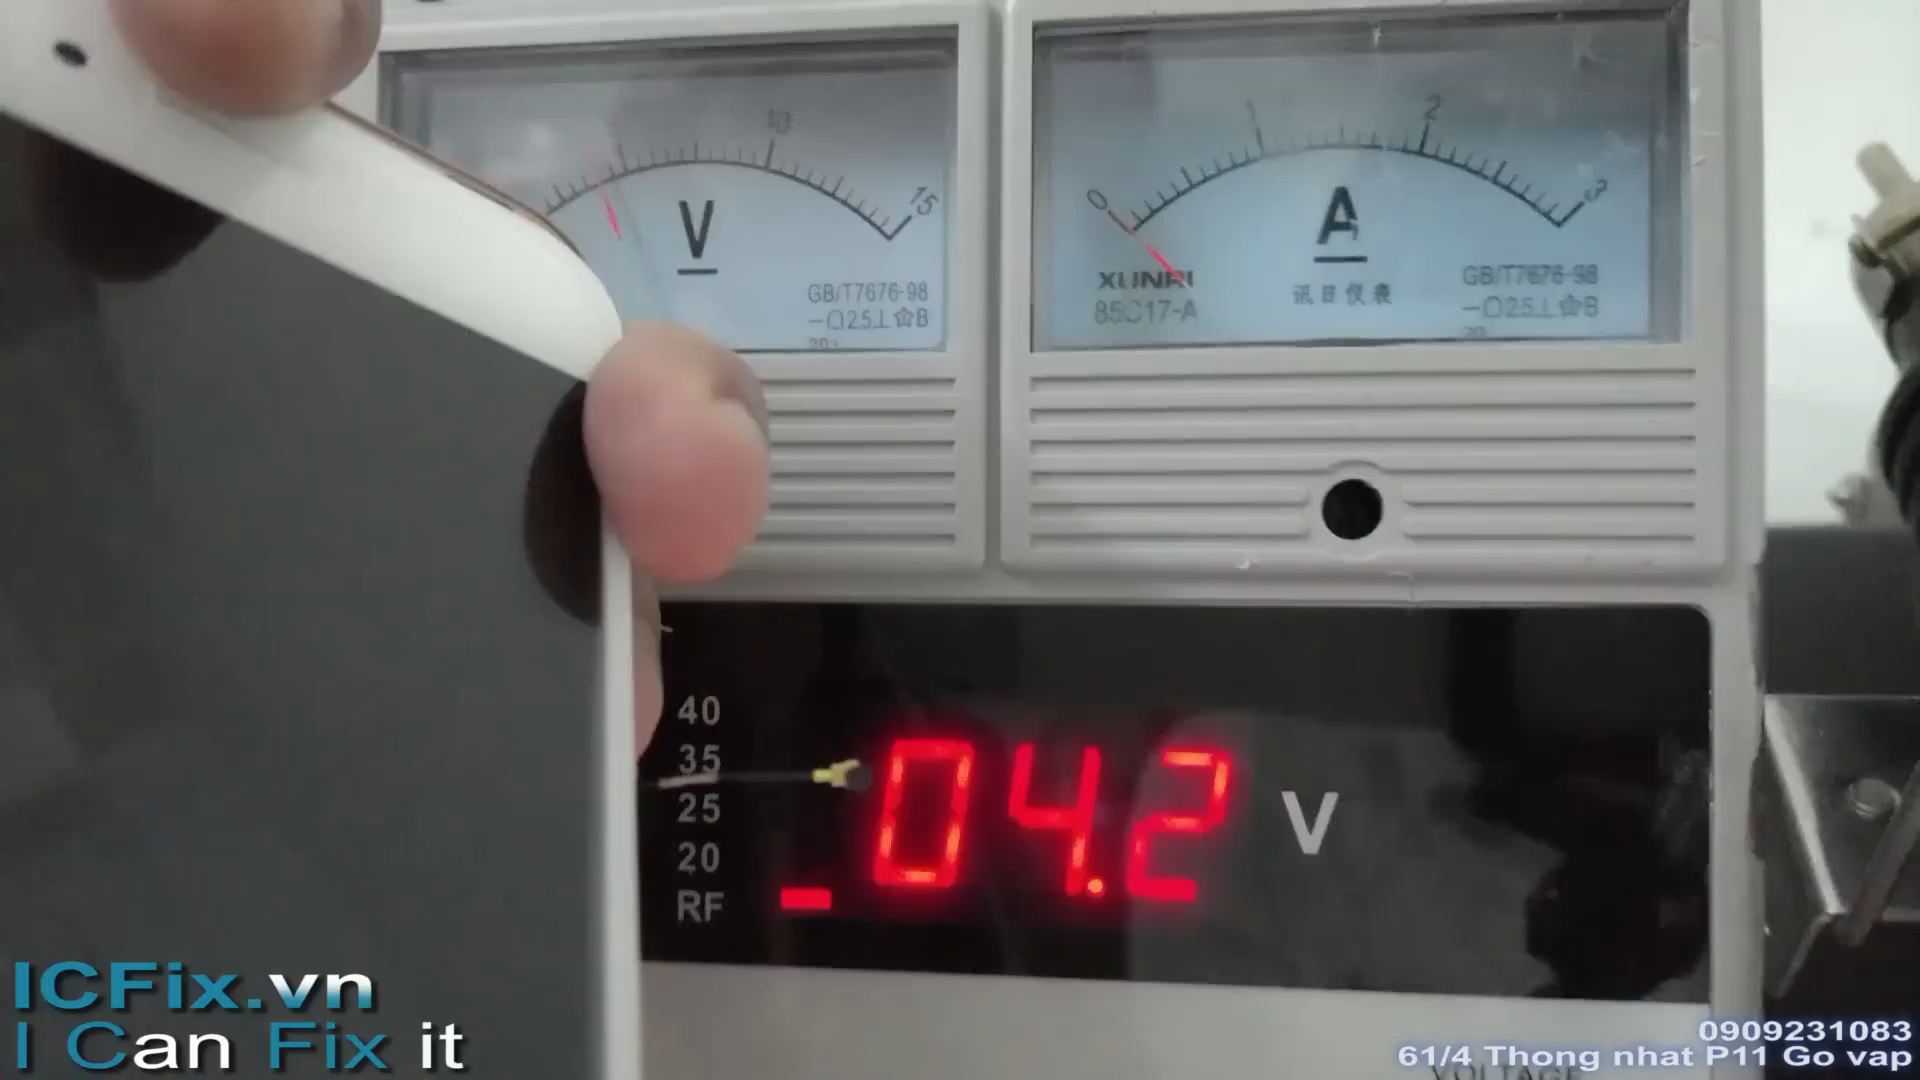 10
15
V
GB/T7676-98
0
1
2
3
A
XUNRI
85C17-A
讯日仪表
GB/T7676-98
40
35
25
20
RF
04.2
V
ICFix.vn
I Can Fix it
0909231083
61/4 Thong nhat P11 Go vap
VOLTAGE